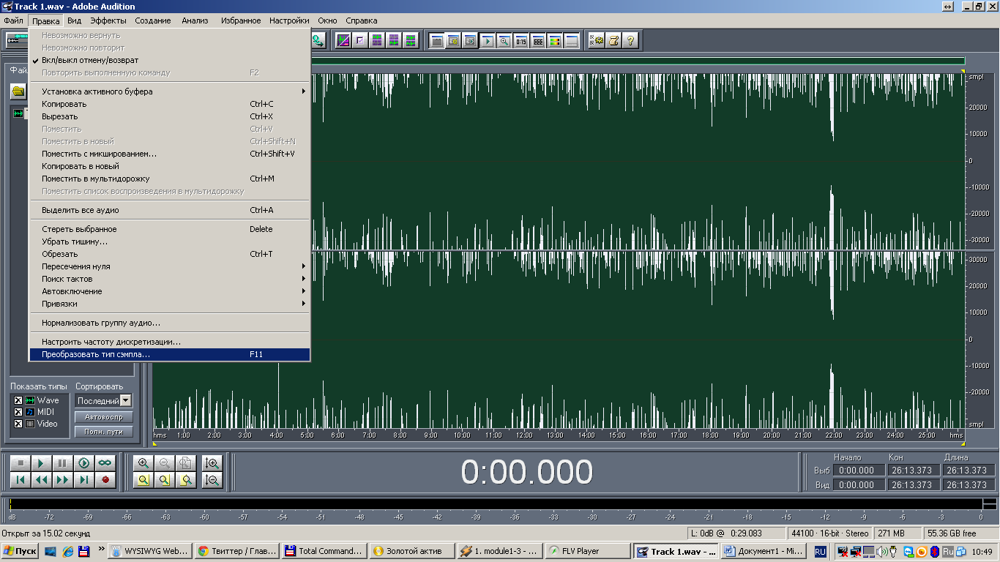 Track 1.wav - Adobe Audition
Файл Правка Вид Эффекты Создание Анализ Избранное Настройки Окно Справка
Невозможно вернуть
Невозможно повторит
Вкл/выкл отмену/возврат
Повторить выполненную команду F2
Установка активного буфера
Копировать Ctrl+C
Вырезать Ctrl+X
Поместить Ctrl+V
Поместить в новый Ctrl+Shift+N
Поместить с микшированием... Ctrl+Shift+V
Копировать в новый
Поместить в мультидорожку Ctrl+M
Поместить список воспроизведения в мультидорожку
Выделить все аудио Ctrl+A
Стереть выбранное Delete
Убрать тишину...
Обрезать Ctrl+T
Пересечения нуля
Поиск тактов
Автовключение
Привязки
Нормализовать группу аудио...
Настроить частоту дискретизации...
Преобразовать тип сэмпла... F11
smpl
20000
10000
0
-10000
-20000
-30000
30000
20000
10000
0
-10000
-20000
smpl
Показать типы Сортировать
Wave Последний
MIDI Автовоспр
Video Полн. пути
hms 1:00 2:00 3:00 4:00 5:00 6:00 7:00 8:00 9:00 10:00 11:00 12:00 13:00 14:00 15:00 16:00 17:00 18:00 19:00 20:00 21:00 22:00 23:00 24:00 25:00 hms
0:00.000
Начало Кон Длина
Выб 0:00.000 26:13.373 26:13.373
Вид 0:00.000 26:13.373 26:13.373
dB -72 -69 -66 -63 -60 -57 -54 -51 -48 -45 -42 -39 -36 -33 -30 -27 -24 -21 -18 -15 -12 -9 -6 -3 0
Открыт за 15.02 секунд L: 0dB @ 0:29.083 44100 · 16-bit · Stereo 271 MB 55.36 GB free
Пуск WYSIWYG Web... Твиттер / Глав... Total Command... Золотой актив 1. module1-3 - ... FLV Player Track 1.wav - ... Документ1 - Mi... RU Ru 10:49